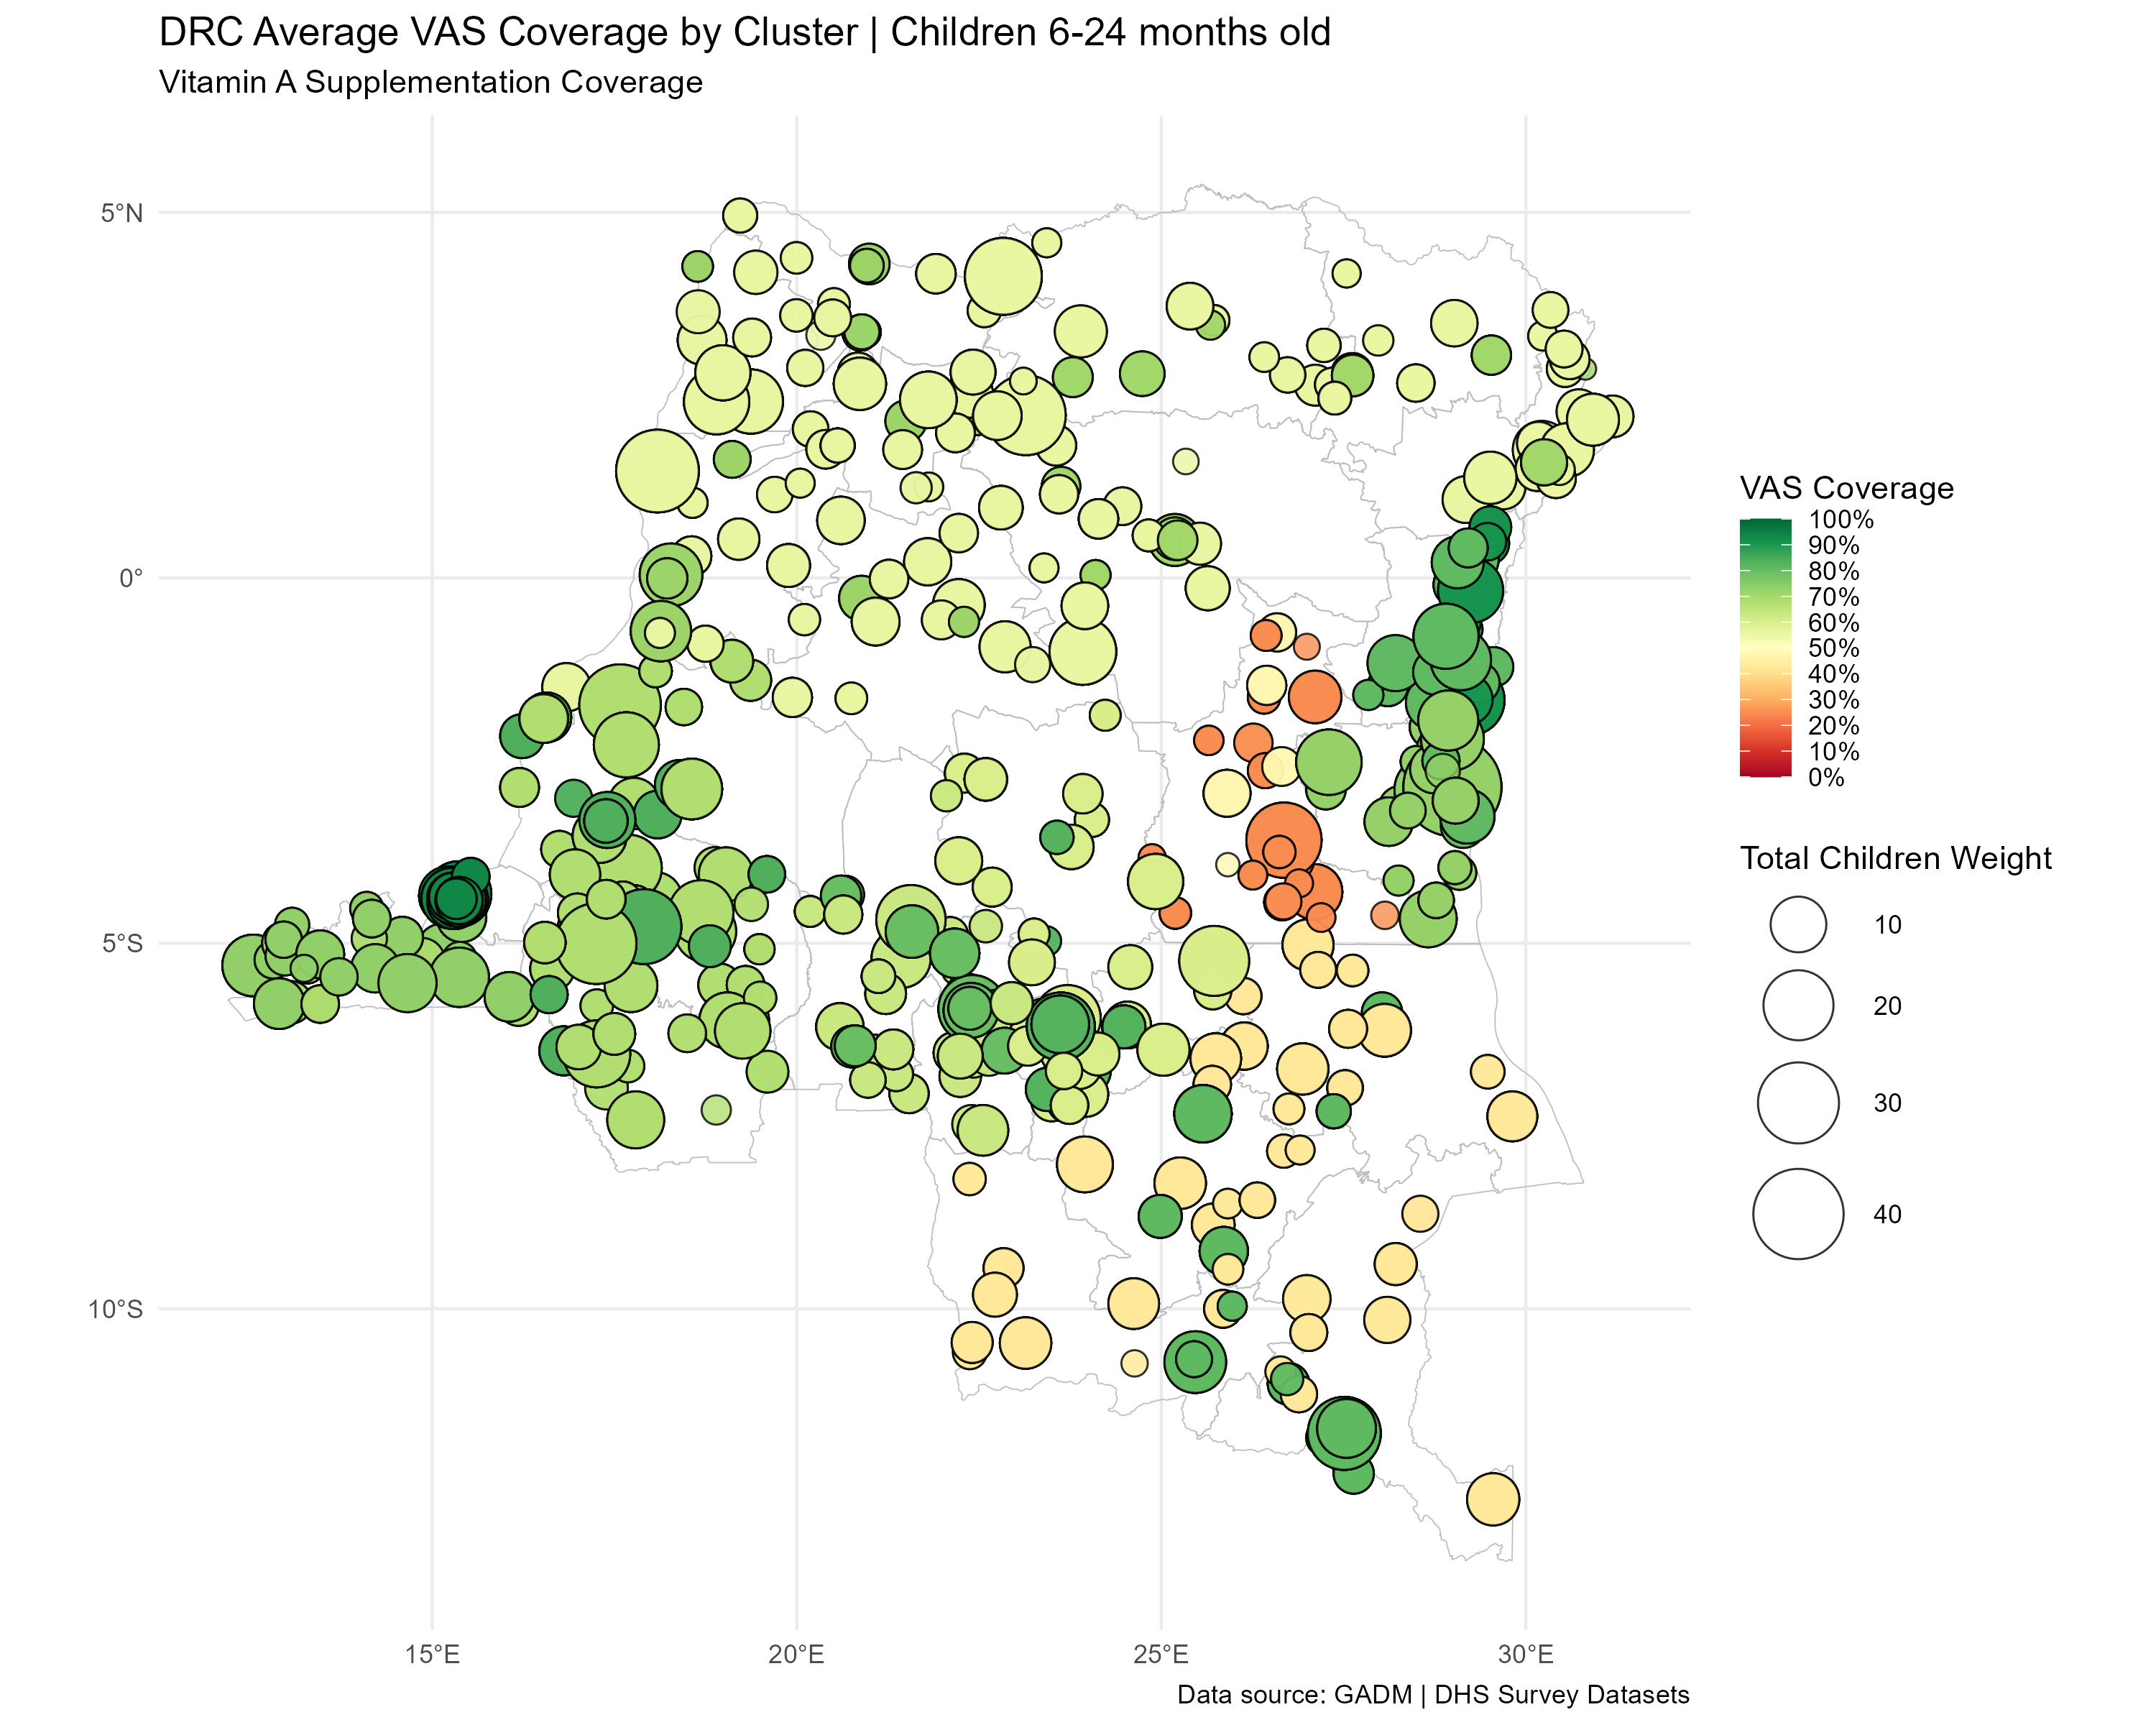 DRC Average VAS Coverage by Cluster | Children 6-24 months old
Vitamin A Supplementation Coverage
5°N
0°
5°S
10°S
15°E
20°E
25°E
30°E
VAS Coverage
100%
90%
80%
70%
60%
50%
40%
30%
20%
10%
0%
Total Children Weight
10
20
30
40
Data source: GADM | DHS Survey Datasets